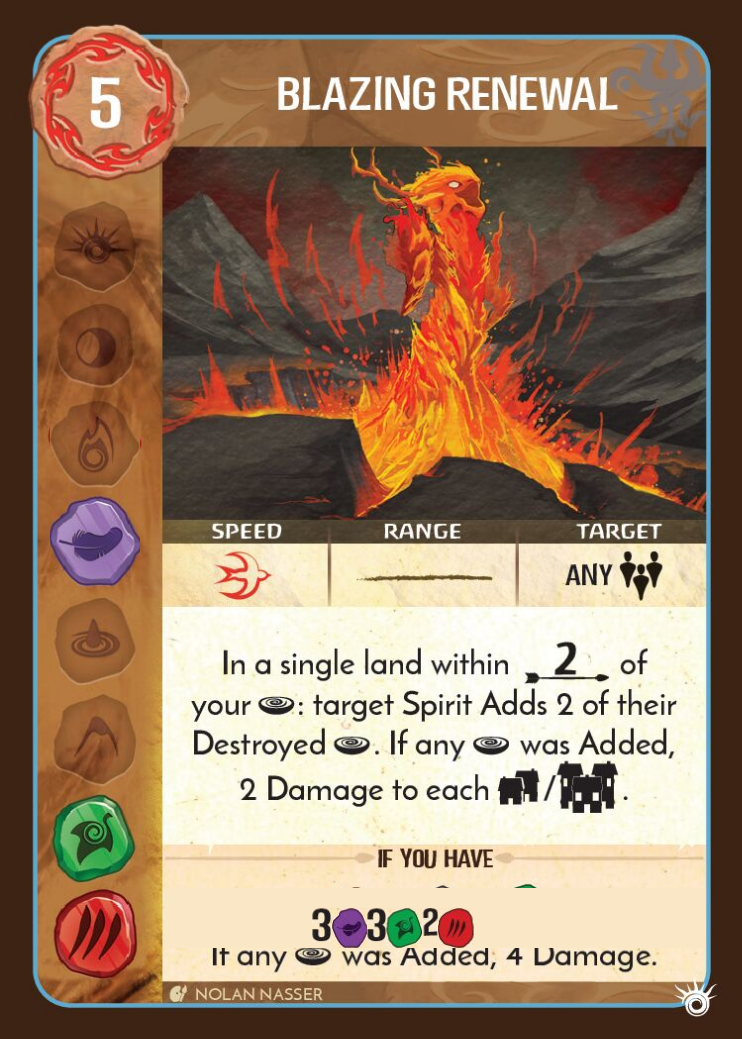 5
BLAZING RENEWAL
SPEED RANGE TARGET
ANY
In a single land within 2 of
your : target Spirit Adds 2 of their
Destroyed . If any was Added,
2 Damage to each / .
IF YOU HAVE
3 3 2
If any was Added, 4 Damage.
NOLAN NASSER